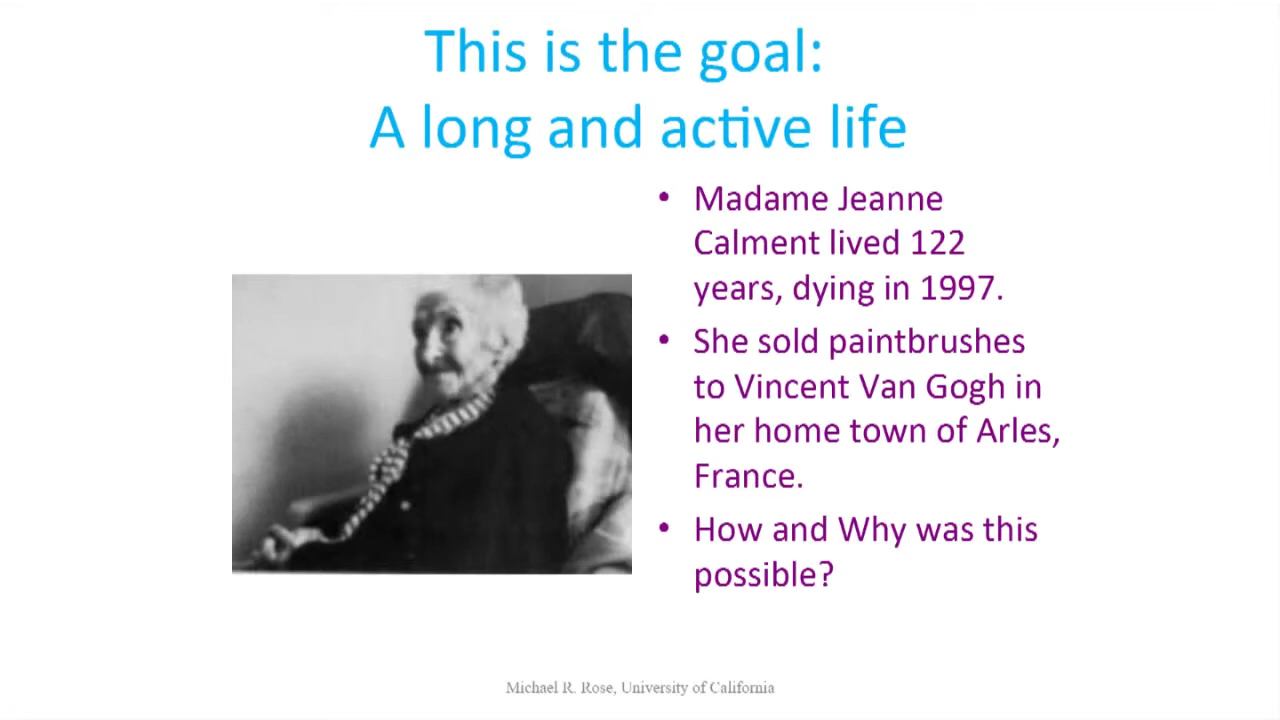 This is the goal:
A long and active life
• Madame Jeanne
Calment lived 122
years, dying in 1997.
• She sold paintbrushes
to Vincent Van Gogh in
her home town of Arles,
France.
• How and Why was this
possible?
Michael R. Rose, University of California